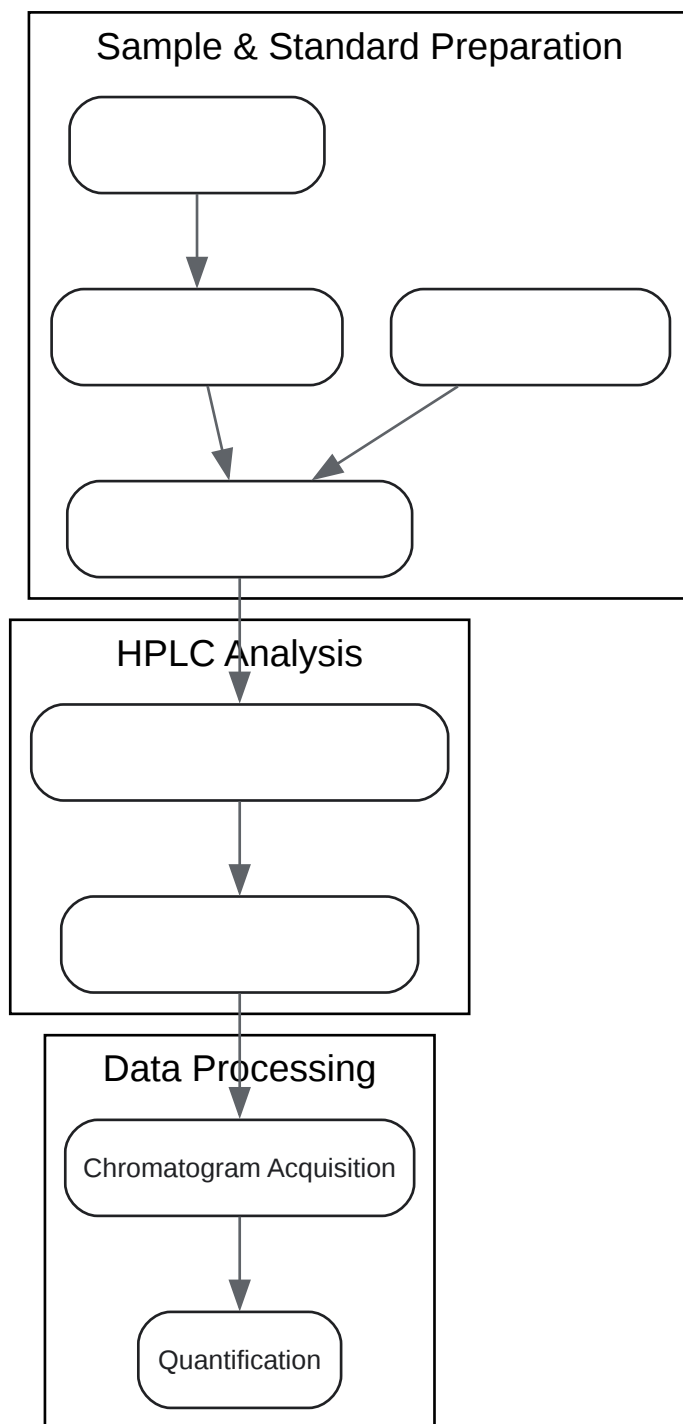 Sample & Standard Preparation
HPLC Analysis
Data Processing
Chromatogram Acquisition
Quantification